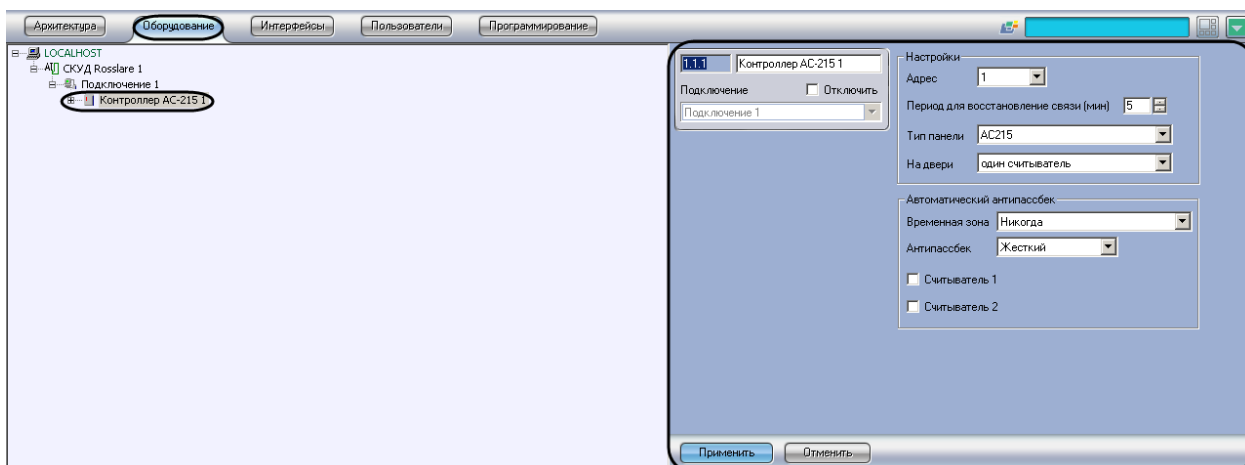 Архитектура Оборудование Интерфейсы Пользователи Программирование
LOCALHOST
СКУД Rosslare 1
Подключение 1
Контроллер AC-215 1
1.1.1 Контроллер AC-215 1
Подключение Отключить
Подключение 1
Настройки
Адрес 1
Период для восстановление связи (мин) 5
Тип панели AC215
На двери один считыватель
Автоматический антипассбек
Временная зона Никогда
Антипассбек Жесткий
Считыватель 1
Считыватель 2
Применить Отменить